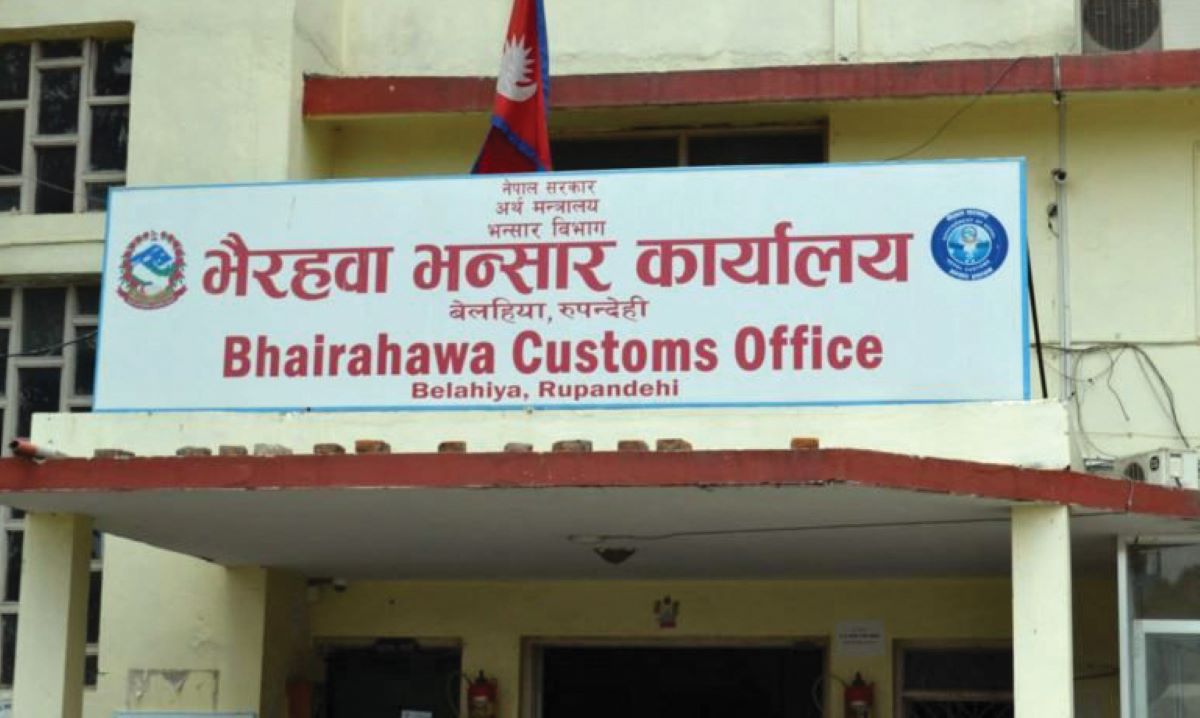 नेपाल सरकार
अर्थ मन्त्रालय
भन्सार विभाग
भैरहवा भन्सार कार्यालय
बेलहिया, रुपन्देही
Bhairahawa Customs Office
Belahiya, Rupandehi